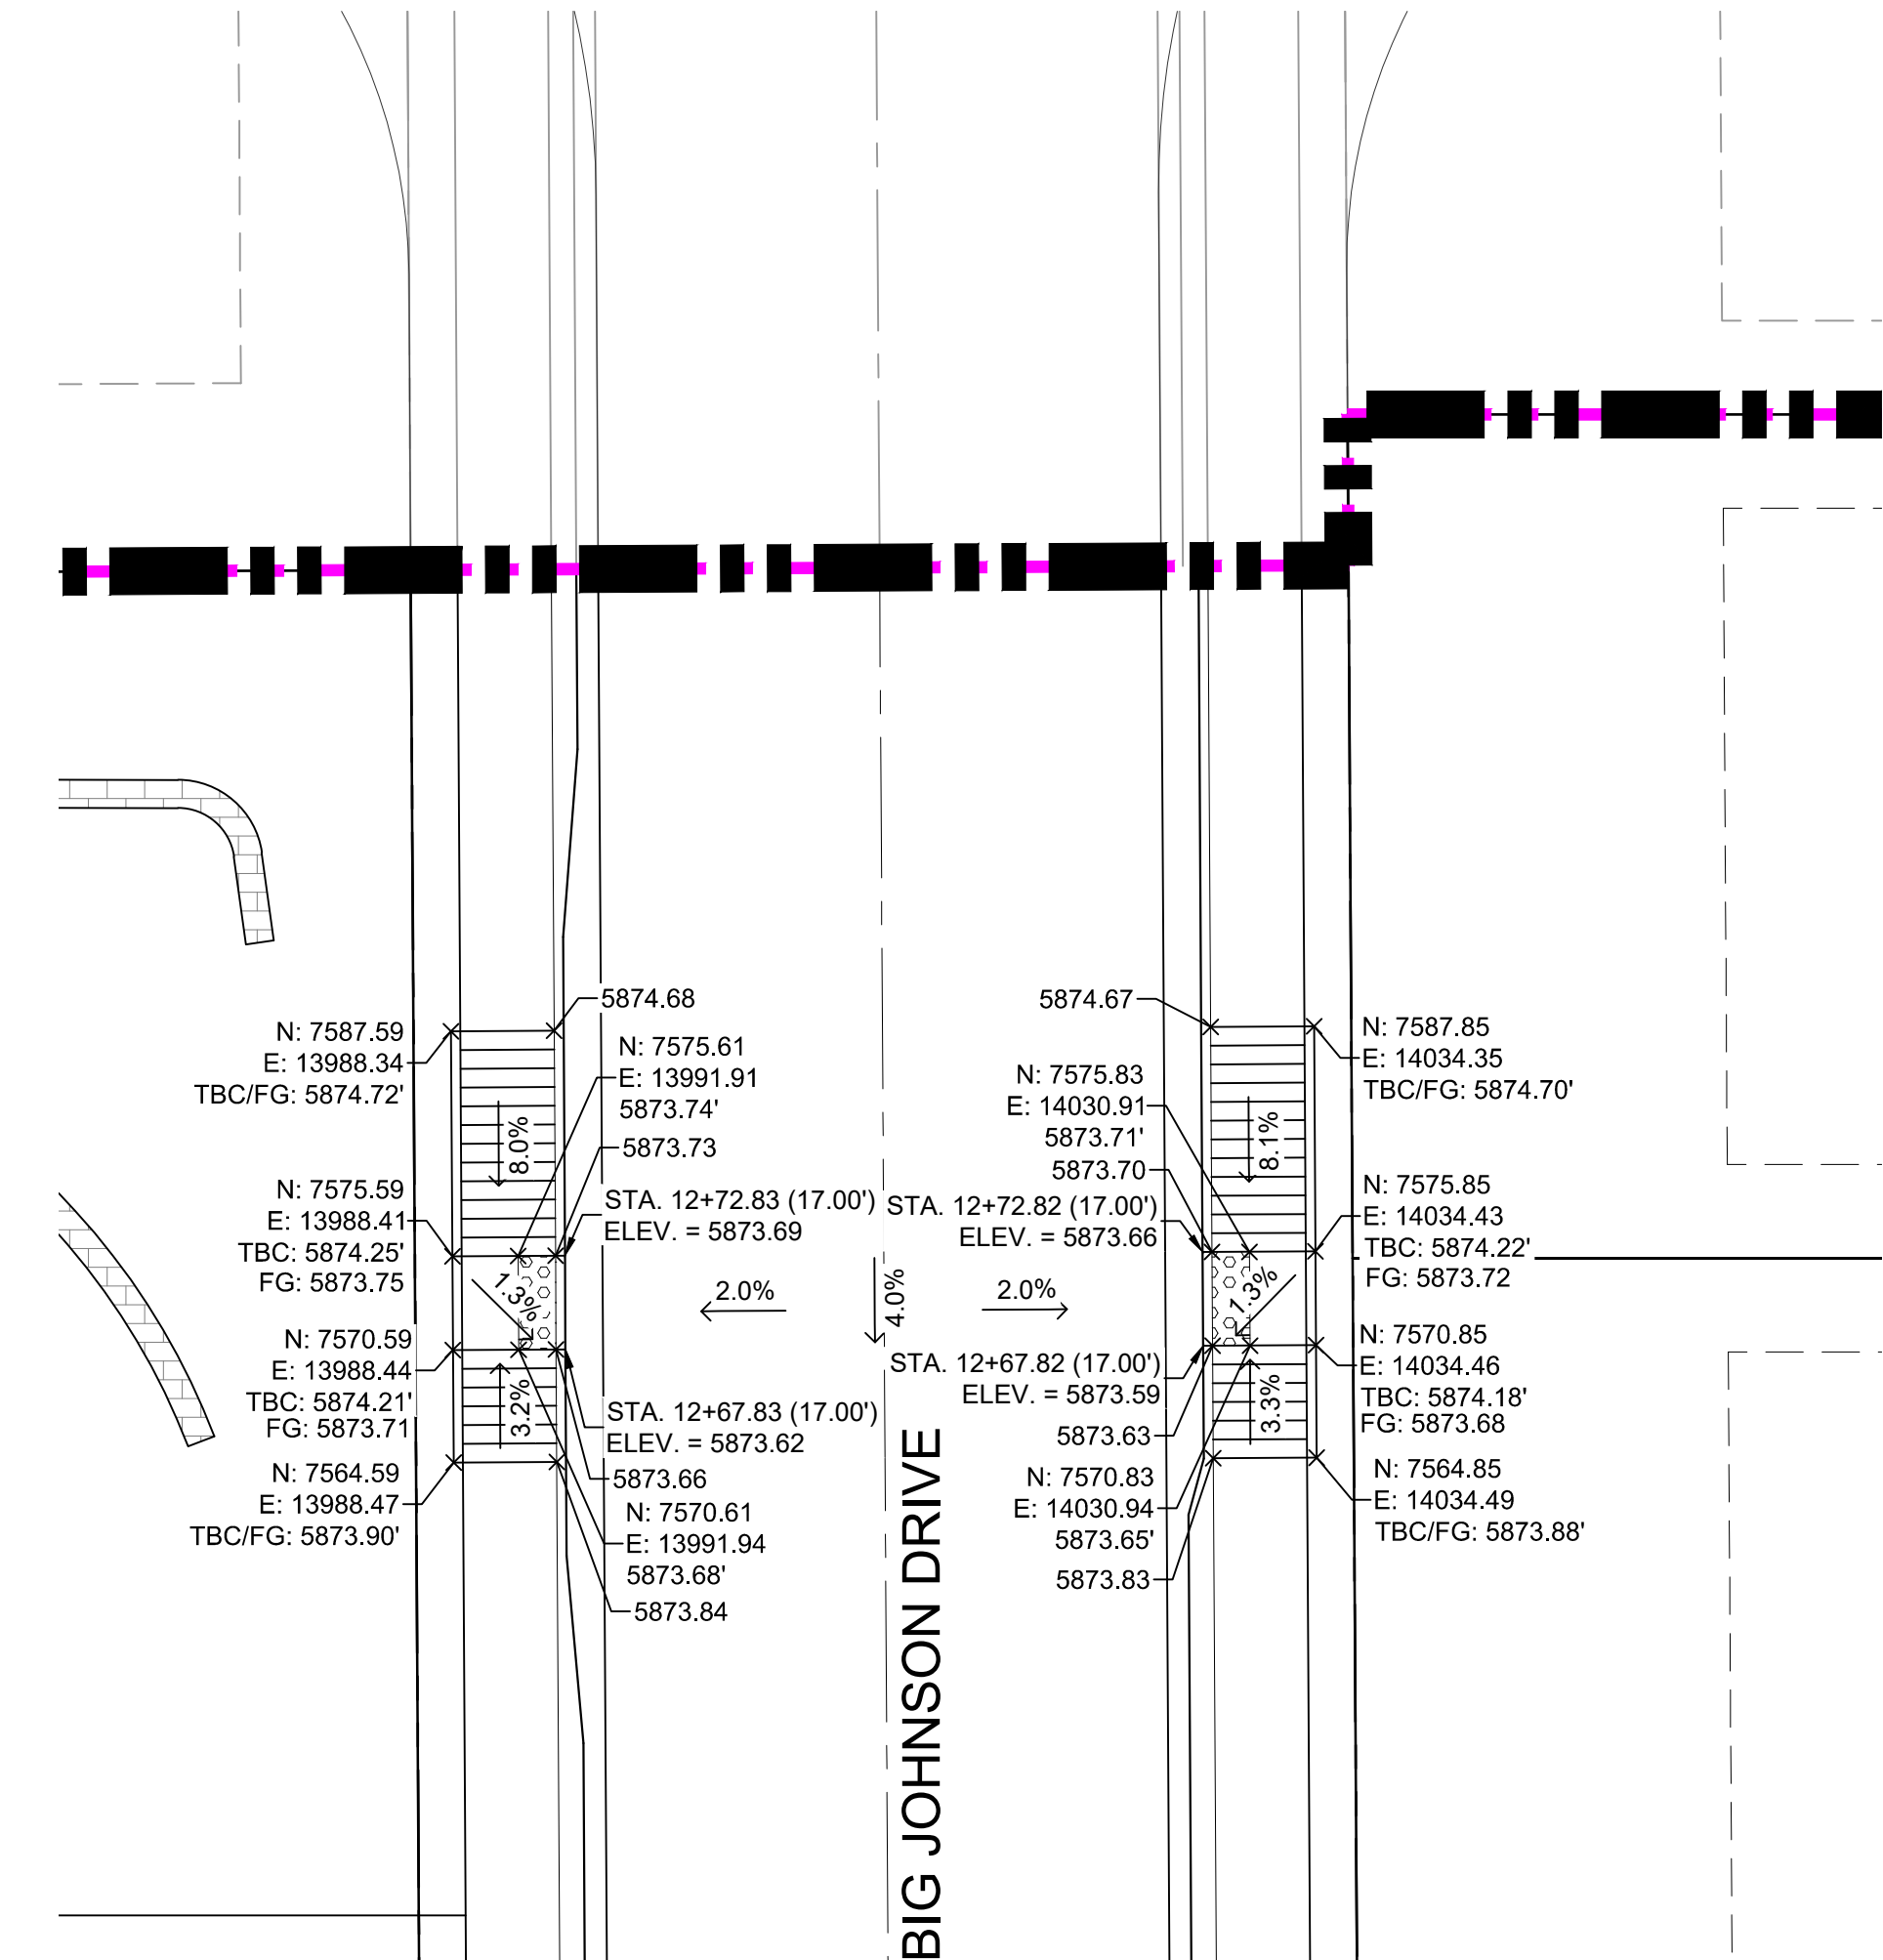 5874.68
N: 7587.59
E: 13988.34
TBC/FG: 5874.72'
N: 7575.61
E: 13991.91
5873.74'
5873.73
8.0%
N: 7575.59
E: 13988.41
TBC: 5874.25'
FG: 5873.75
STA. 12+72.83 (17.00')
ELEV. = 5873.69
1.3%
2.0%
N: 7570.59
E: 13988.44
TBC: 5874.21'
FG: 5873.71
3.2%
STA. 12+67.83 (17.00')
ELEV. = 5873.62
N: 7564.59
E: 13988.47
TBC/FG: 5873.90'
5873.66
N: 7570.61
E: 13991.94
5873.68'
5873.84
4.0%
BIG JOHNSON DRIVE
5874.67
N: 7587.85
E: 14034.35
TBC/FG: 5874.70'
N: 7575.83
E: 14030.91
5873.71'
5873.70
8.1%
STA. 12+72.82 (17.00')
ELEV. = 5873.66
N: 7575.85
E: 14034.43
TBC: 5874.22'
FG: 5873.72
2.0%
1.3%
STA. 12+67.82 (17.00')
ELEV. = 5873.59
N: 7570.85
E: 14034.46
TBC: 5874.18'
FG: 5873.68
3.3%
5873.63
N: 7570.83
E: 14030.94
5873.65'
5873.83
N: 7564.85
E: 14034.49
TBC/FG: 5873.88'